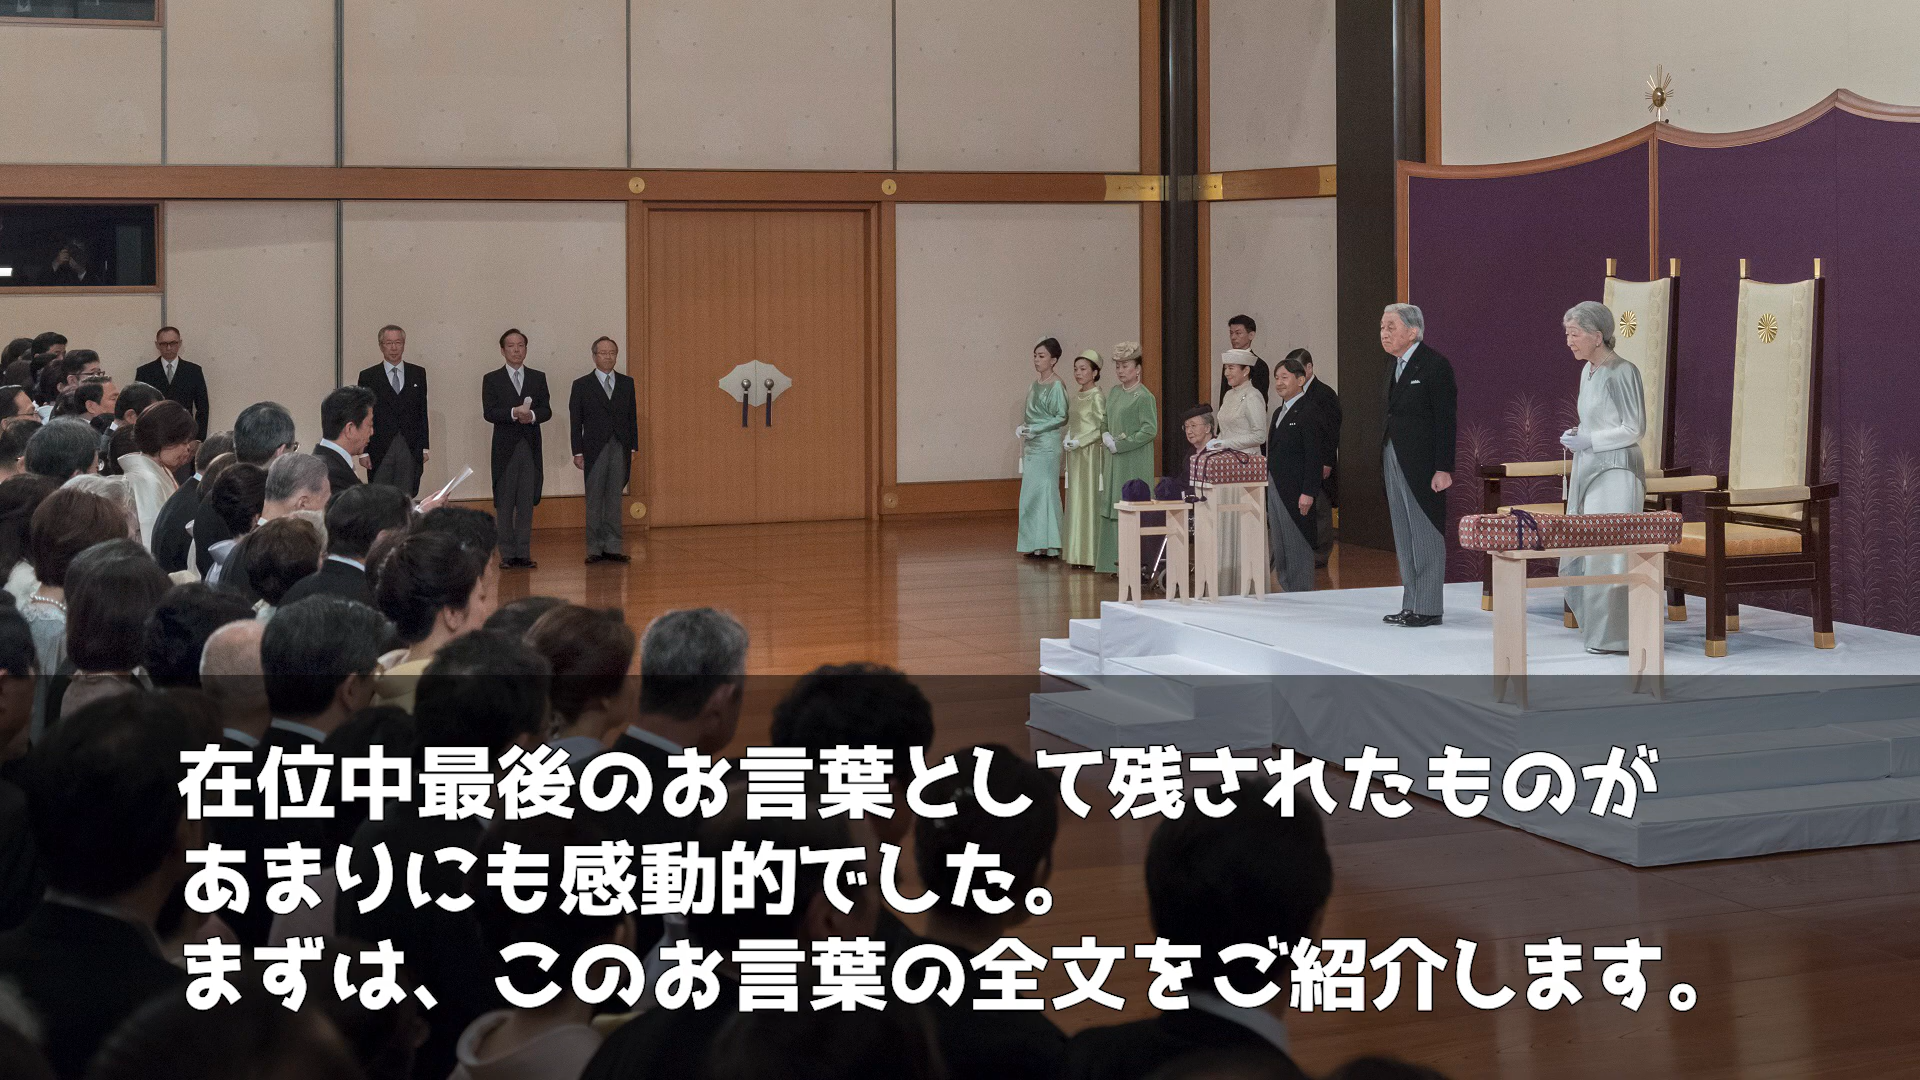 在位中最後のお言葉として残されたものが
あまりにも感動的でした。
まずは、このお言葉の全文をご紹介します。